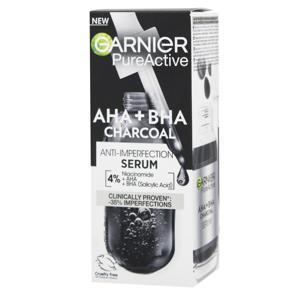 NEW
GARNIER
PureActive
AHA + BHA
CHARCOAL
ANTI-IMPERFECTION
SERUM
4%
Niacinamide
+ AHA
+ BHA (Salicylic Acid)
CLINICALLY PROVEN*:
-35% IMPERFECTIONS
Cruelty free